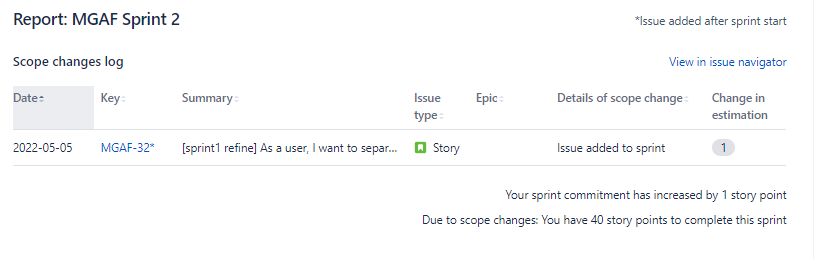 Report: MGAF Sprint 2
*Issue added after sprint start
Scope changes log
View in issue navigator
Date Key Summary Issue type Epic Details of scope change Change in estimation
2022-05-05 MGAF-32* [sprint1 refine] As a user, I want to separ... Story Issue added to sprint 1
Your sprint commitment has increased by 1 story point
Due to scope changes: You have 40 story points to complete this sprint